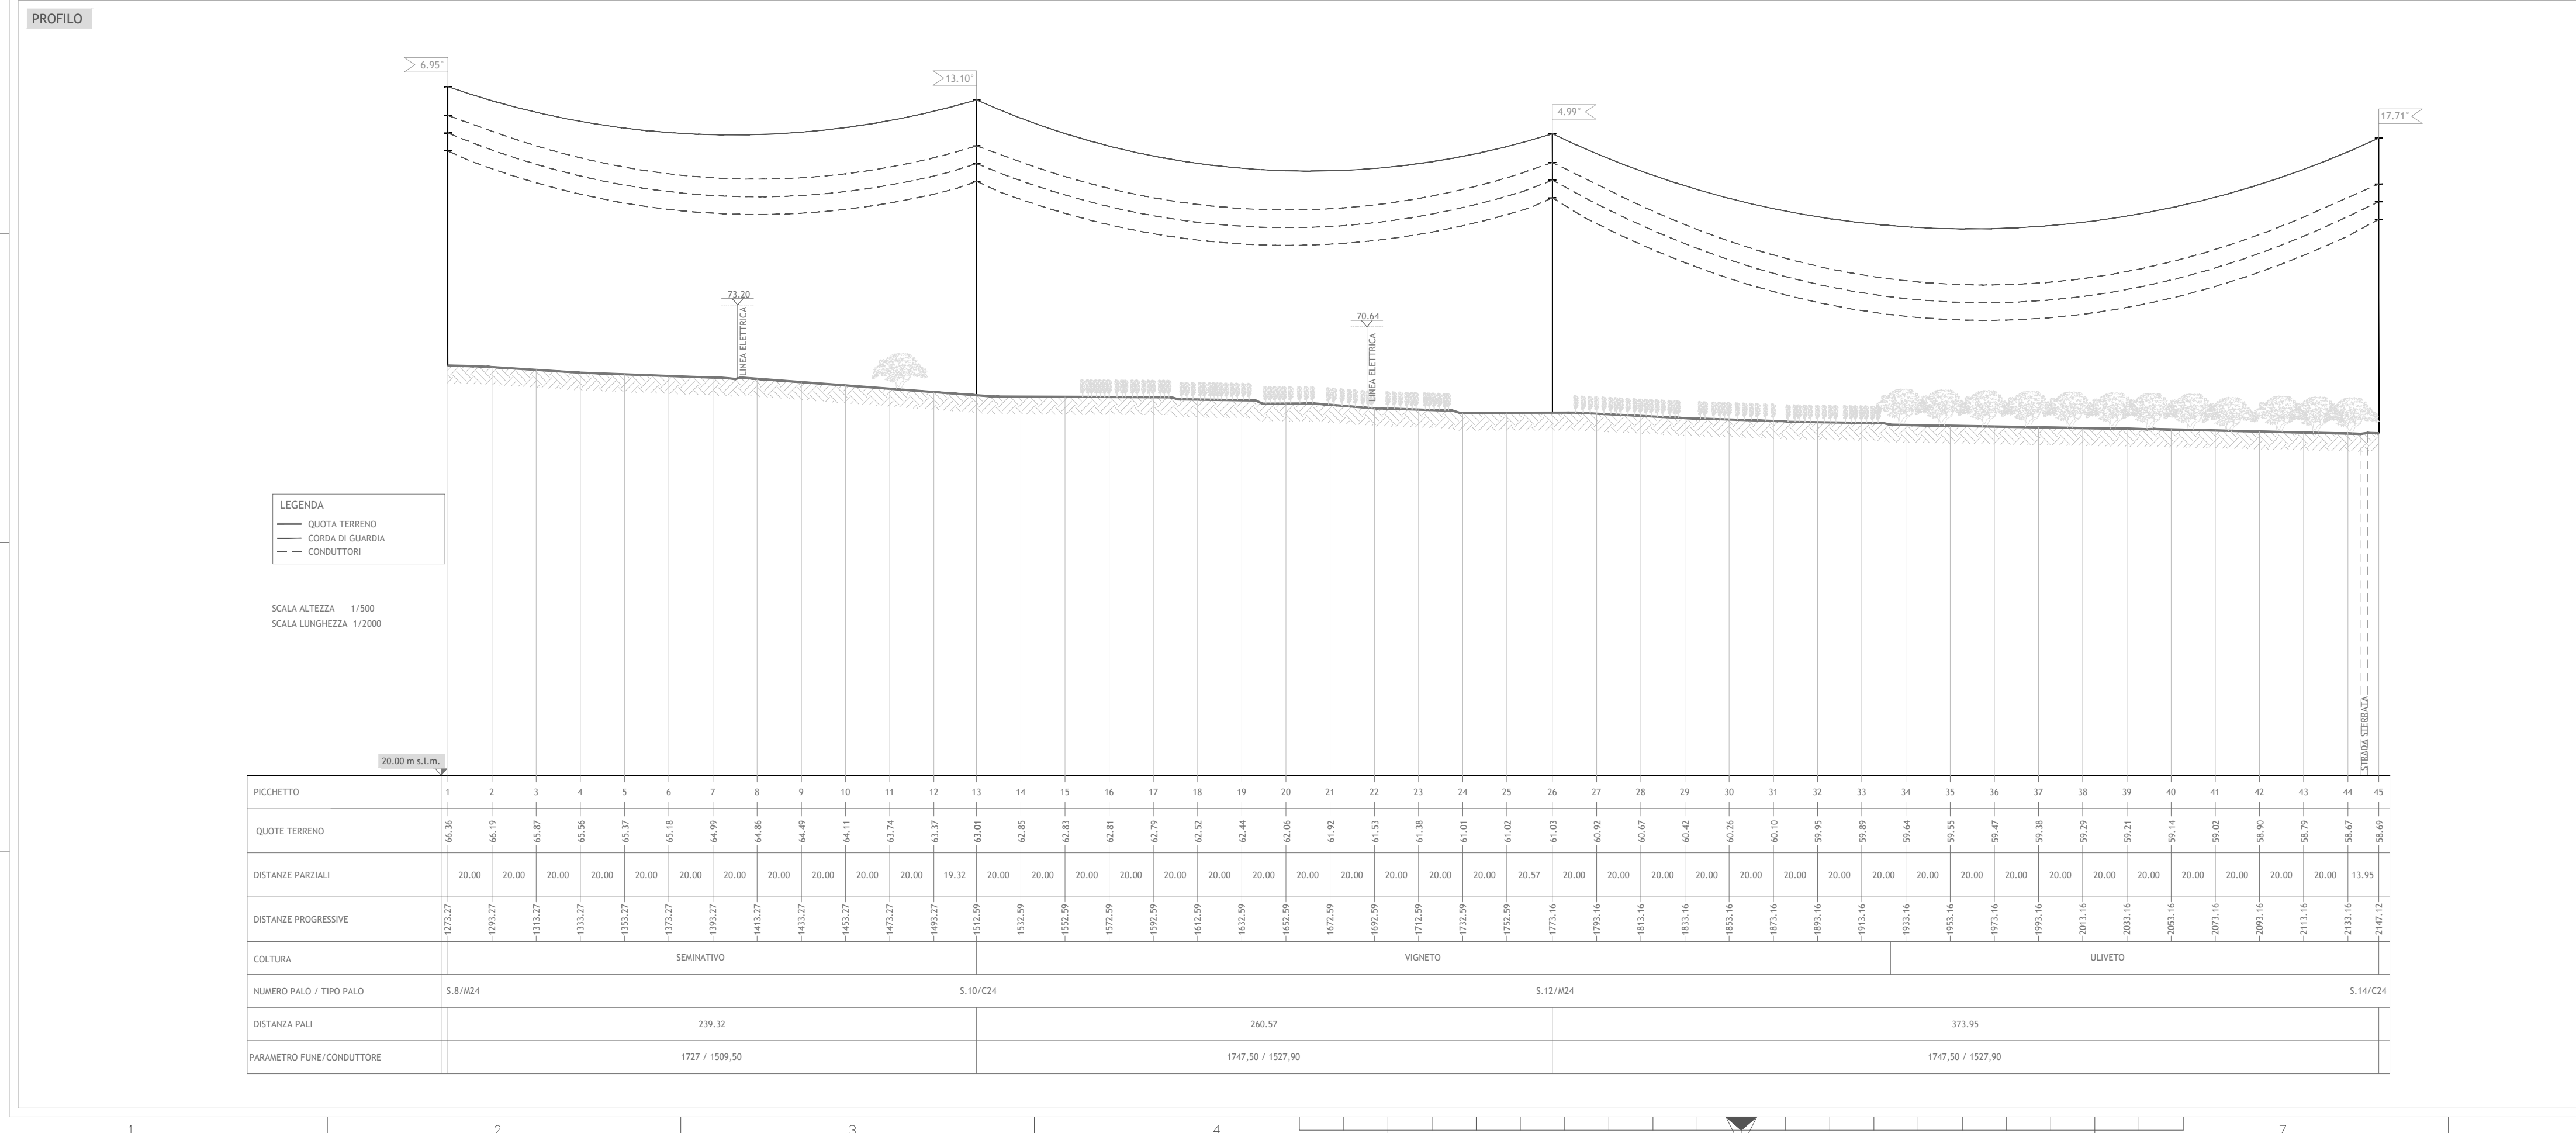 PROFILO
6.95°
13.10°
4.99°
17.71°
73.20
LINEA ELETTRICA
70.64
LINEA ELETTRICA
LEGENDA
QUOTA TERRENO
CORDA DI GUARDIA
CONDUTTORI
SCALA ALTEZZA 1/500
SCALA LUNGHEZZA 1/2000
STRADA STERRATA
20.00 m s.l.m.
PICCHETTO 1 2 3 4 5 6 7 8 9 10 11 12 13 14 15 16 17 18 19 20 21 22 23 24 25 26 27 28 29 30 31 32 33 34 35 36 37 38 39 40 41 42 43 44 45
QUOTE TERRENO 66.36 66.19 65.87 65.56 65.37 65.18 64.99 64.86 64.49 64.11 63.74 63.37 63.01 62.85 62.83 62.81 62.79 62.52 62.44 62.06 61.92 61.53 61.38 61.01 61.02 61.03 60.92 60.67 60.42 60.26 60.10 59.95 59.89 59.64 59.55 59.47 59.38 59.29 59.21 59.14 59.02 58.90 58.79 58.67 58.69
DISTANZE PARZIALI 20.00 20.00 20.00 20.00 20.00 20.00 20.00 20.00 20.00 20.00 20.00 19.32 20.00 20.00 20.00 20.00 20.00 20.00 20.00 20.00 20.00 20.00 20.00 20.00 20.57 20.00 20.00 20.00 20.00 20.00 20.00 20.00 20.00 20.00 20.00 20.00 20.00 20.00 20.00 20.00 20.00 20.00 20.00 13.95
DISTANZE PROGRESSIVE 1273.27 1293.27 1313.27 1333.27 1353.27 1373.27 1393.27 1413.27 1433.27 1453.27 1473.27 1493.27 1512.59 1532.59 1552.59 1572.59 1592.59 1612.59 1632.59 1652.59 1672.59 1692.59 1712.59 1732.59 1752.59 1773.16 1793.16 1813.16 1833.16 1853.16 1873.16 1893.16 1913.16 1933.16 1953.16 1973.16 1993.16 2013.16 2033.16 2053.16 2073.16 2093.16 2113.16 2133.16 2147.12
COLTURA SEMINATIVO VIGNETO ULIVETO
NUMERO PALO / TIPO PALO S.8/M24 S.10/C24 S.12/M24 S.14/C24
DISTANZA PALI 239.32 260.57 373.95
PARAMETRO FUNE/CONDUTTORE 1727 / 1509,50 1747,50 / 1527,90 1747,50 / 1527,90
1 2 3 4 7